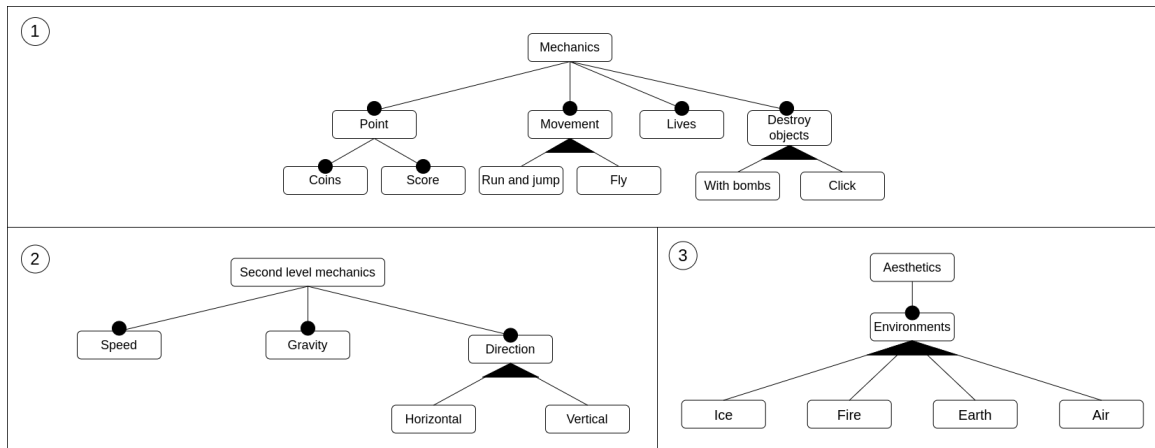 1
Mechanics
Point
Movement
Lives
Destroy
objects
Coins
Score
Run and jump
Fly
With bombs
Click
2
Second level mechanics
Speed
Gravity
Direction
Horizontal
Vertical
3
Aesthetics
Environments
Ice
Fire
Earth
Air